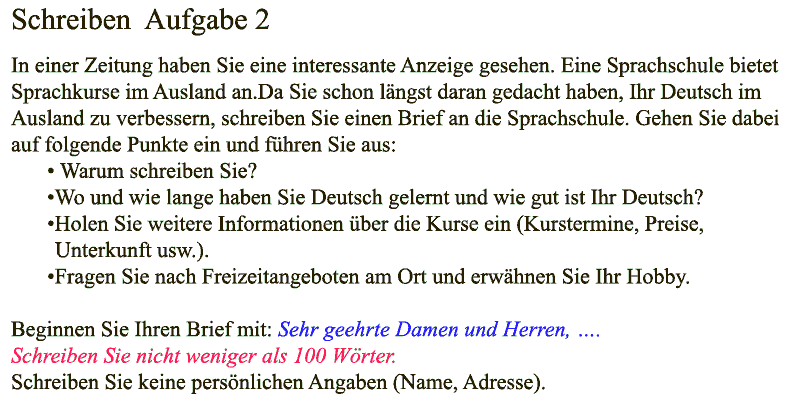 Schreiben Aufgabe 2
In einer Zeitung haben Sie eine interessante Anzeige gesehen. Eine Sprachschule bietet
Sprachkurse im Ausland an.Da Sie schon längst daran gedacht haben, Ihr Deutsch im
Ausland zu verbessern, schreiben Sie einen Brief an die Sprachschule. Gehen Sie dabei
auf folgende Punkte ein und führen Sie aus:
• Warum schreiben Sie?
•Wo und wie lange haben Sie Deutsch gelernt und wie gut ist Ihr Deutsch?
•Holen Sie weitere Informationen über die Kurse ein (Kurstermine, Preise,
Unterkunft usw.).
•Fragen Sie nach Freizeitangeboten am Ort und erwähnen Sie Ihr Hobby.
Beginnen Sie Ihren Brief mit: Sehr geehrte Damen und Herren, ….
Schreiben Sie nicht weniger als 100 Wörter.
Schreiben Sie keine persönlichen Angaben (Name, Adresse).